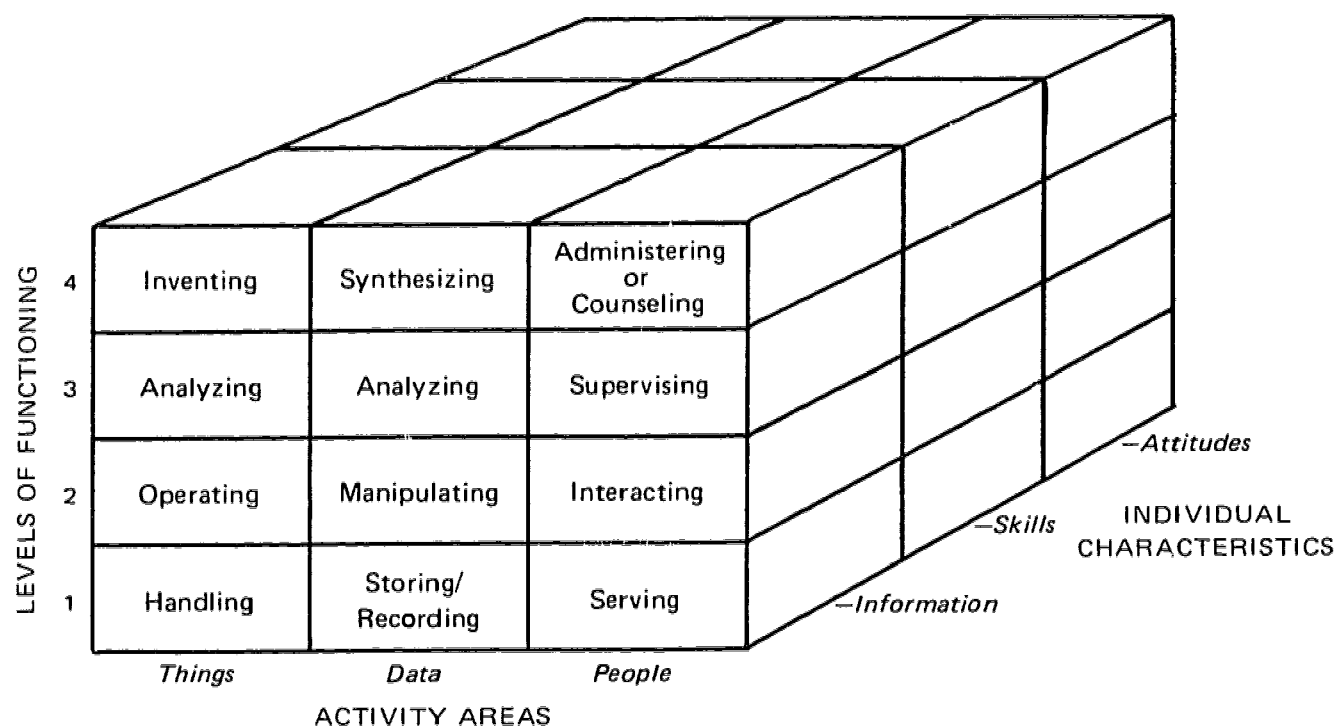 LEVELS OF FUNCTIONING
4
Inventing
Synthesizing
Administering
or
Counseling
3
Analyzing
Analyzing
Supervising
2
Operating
Manipulating
Interacting
1
Handling
Storing/
Recording
Serving
Things
Data
People
ACTIVITY AREAS
—Attitudes
—Skills
—Information
INDIVIDUAL
CHARACTERISTICS